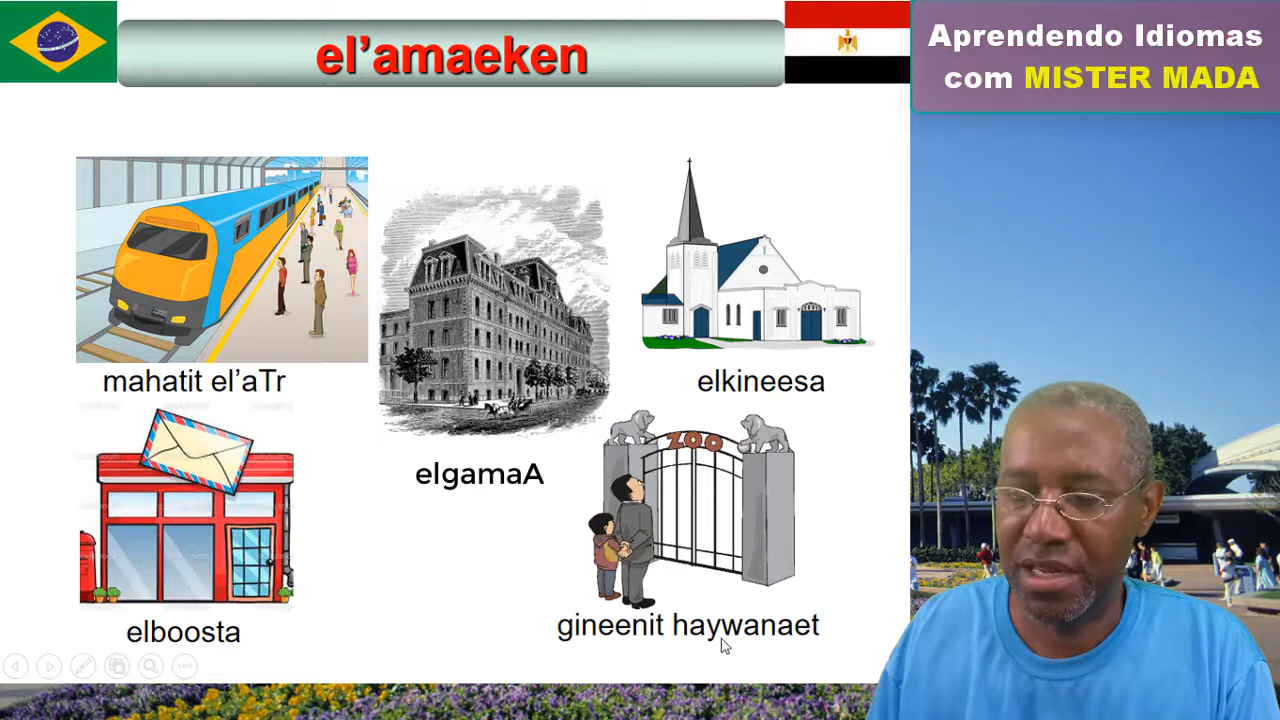 el’amaeken
Aprendendo Idiomas
com MISTER MADA
mahatit el’aTr
elgamaA
elkineesa
ZOO
elboosta
gineenit haywanaet